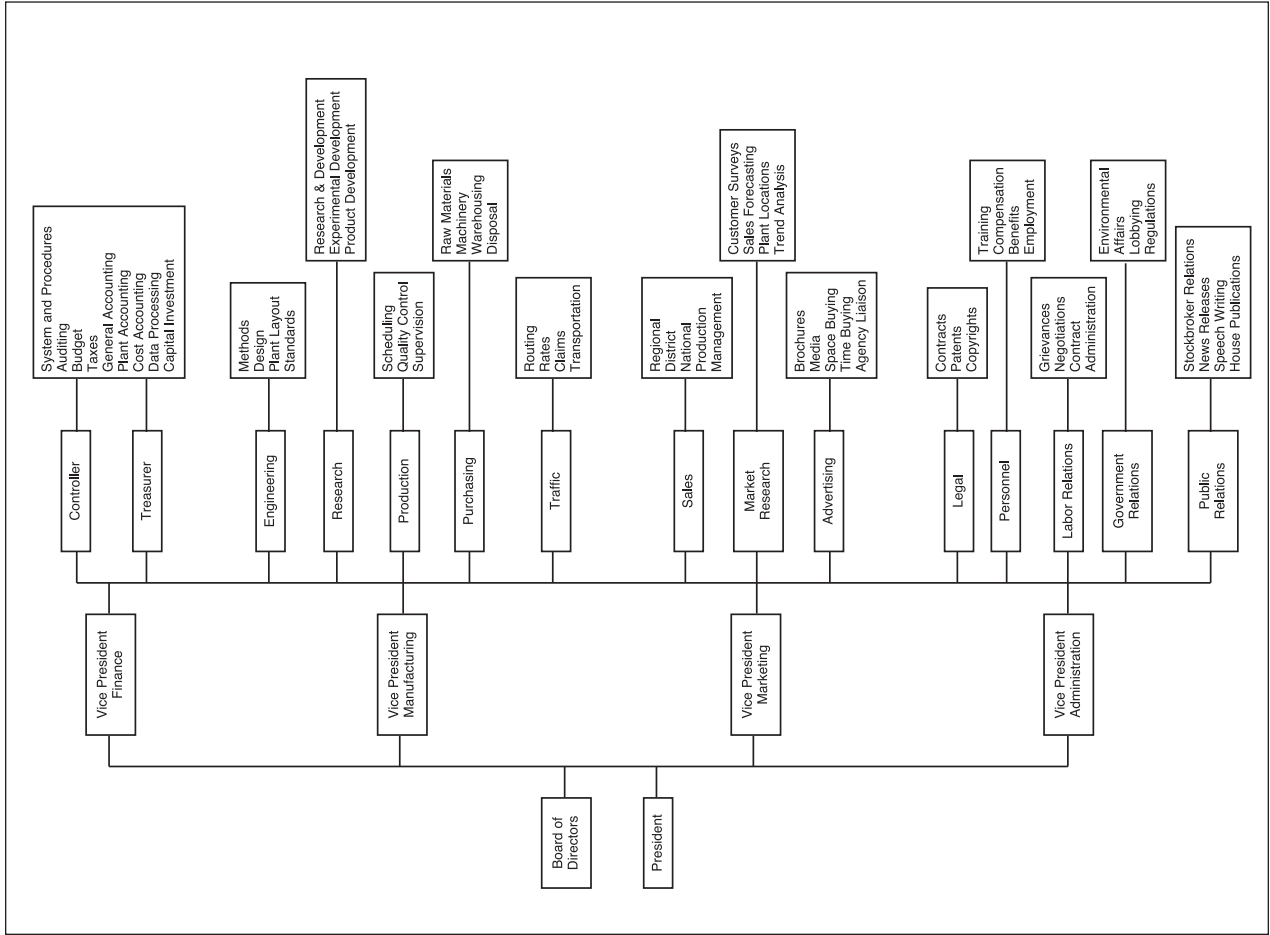 Board of
Directors
President
Vice President
Finance
Vice President
Manufacturing
Vice President
Marketing
Vice President
Administration
Controller
Treasurer
Engineering
Research
Production
Purchasing
Traffic
Sales
Market
Research
Advertising
Legal
Personnel
Labor Relations
Government
Relations
Public
Relations
System and Procedures
Auditing
Budget
Taxes
General Accounting
Plant Accounting
Cost Accounting
Data Processing
Capital Investment
Methods
Design
Plant Layout
Standards
Research & Development
Experimental Development
Product Development
Scheduling
Quality Control
Supervision
Raw Materials
Machinery
Warehousing
Disposal
Routing
Rates
Claims
Transportation
Regional
District
National
Production
Management
Customer Surveys
Sales Forecasting
Plant Locations
Trend Analysis
Brochures
Media
Space Buying
Time Buying
Agency Liaison
Contracts
Patents
Copyrights
Training
Compensation
Benefits
Employment
Grievances
Negotiations
Contract
Administration
Environmental
Affairs
Lobbying
Regulations
Stockbroker Relations
News Releases
Speech Writing
House Publications